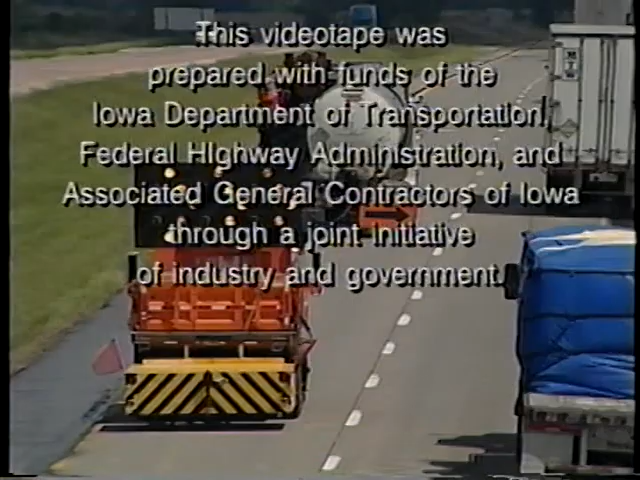 This videotape was
prepared with funds of the
Iowa Department of Transportation,
Federal HIghway Administration, and
Associated General Contractors of Iowa
through a joint initiative
of industry and government.